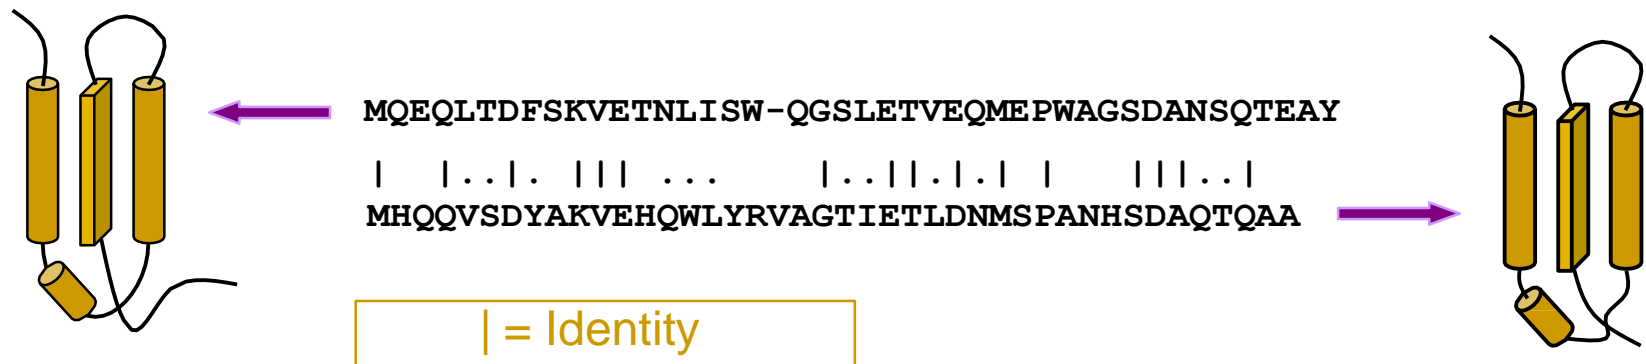 MQEQLTDFSKVETNLISW-QGSLETVEQMEPWAGSDANSQTEAY
|   |..|. ||| ...     |..||.|.| |    |||..|
MHQQVSDYAKVEHQWLYRVAGTIETLDNMSPANHSDAQTQAA
| = Identity